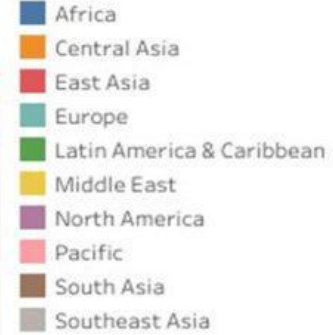 Africa
Central Asia
East Asia
Europe
Latin America & Caribbean
Middle East
North America
Pacific
South Asia
Southeast Asia